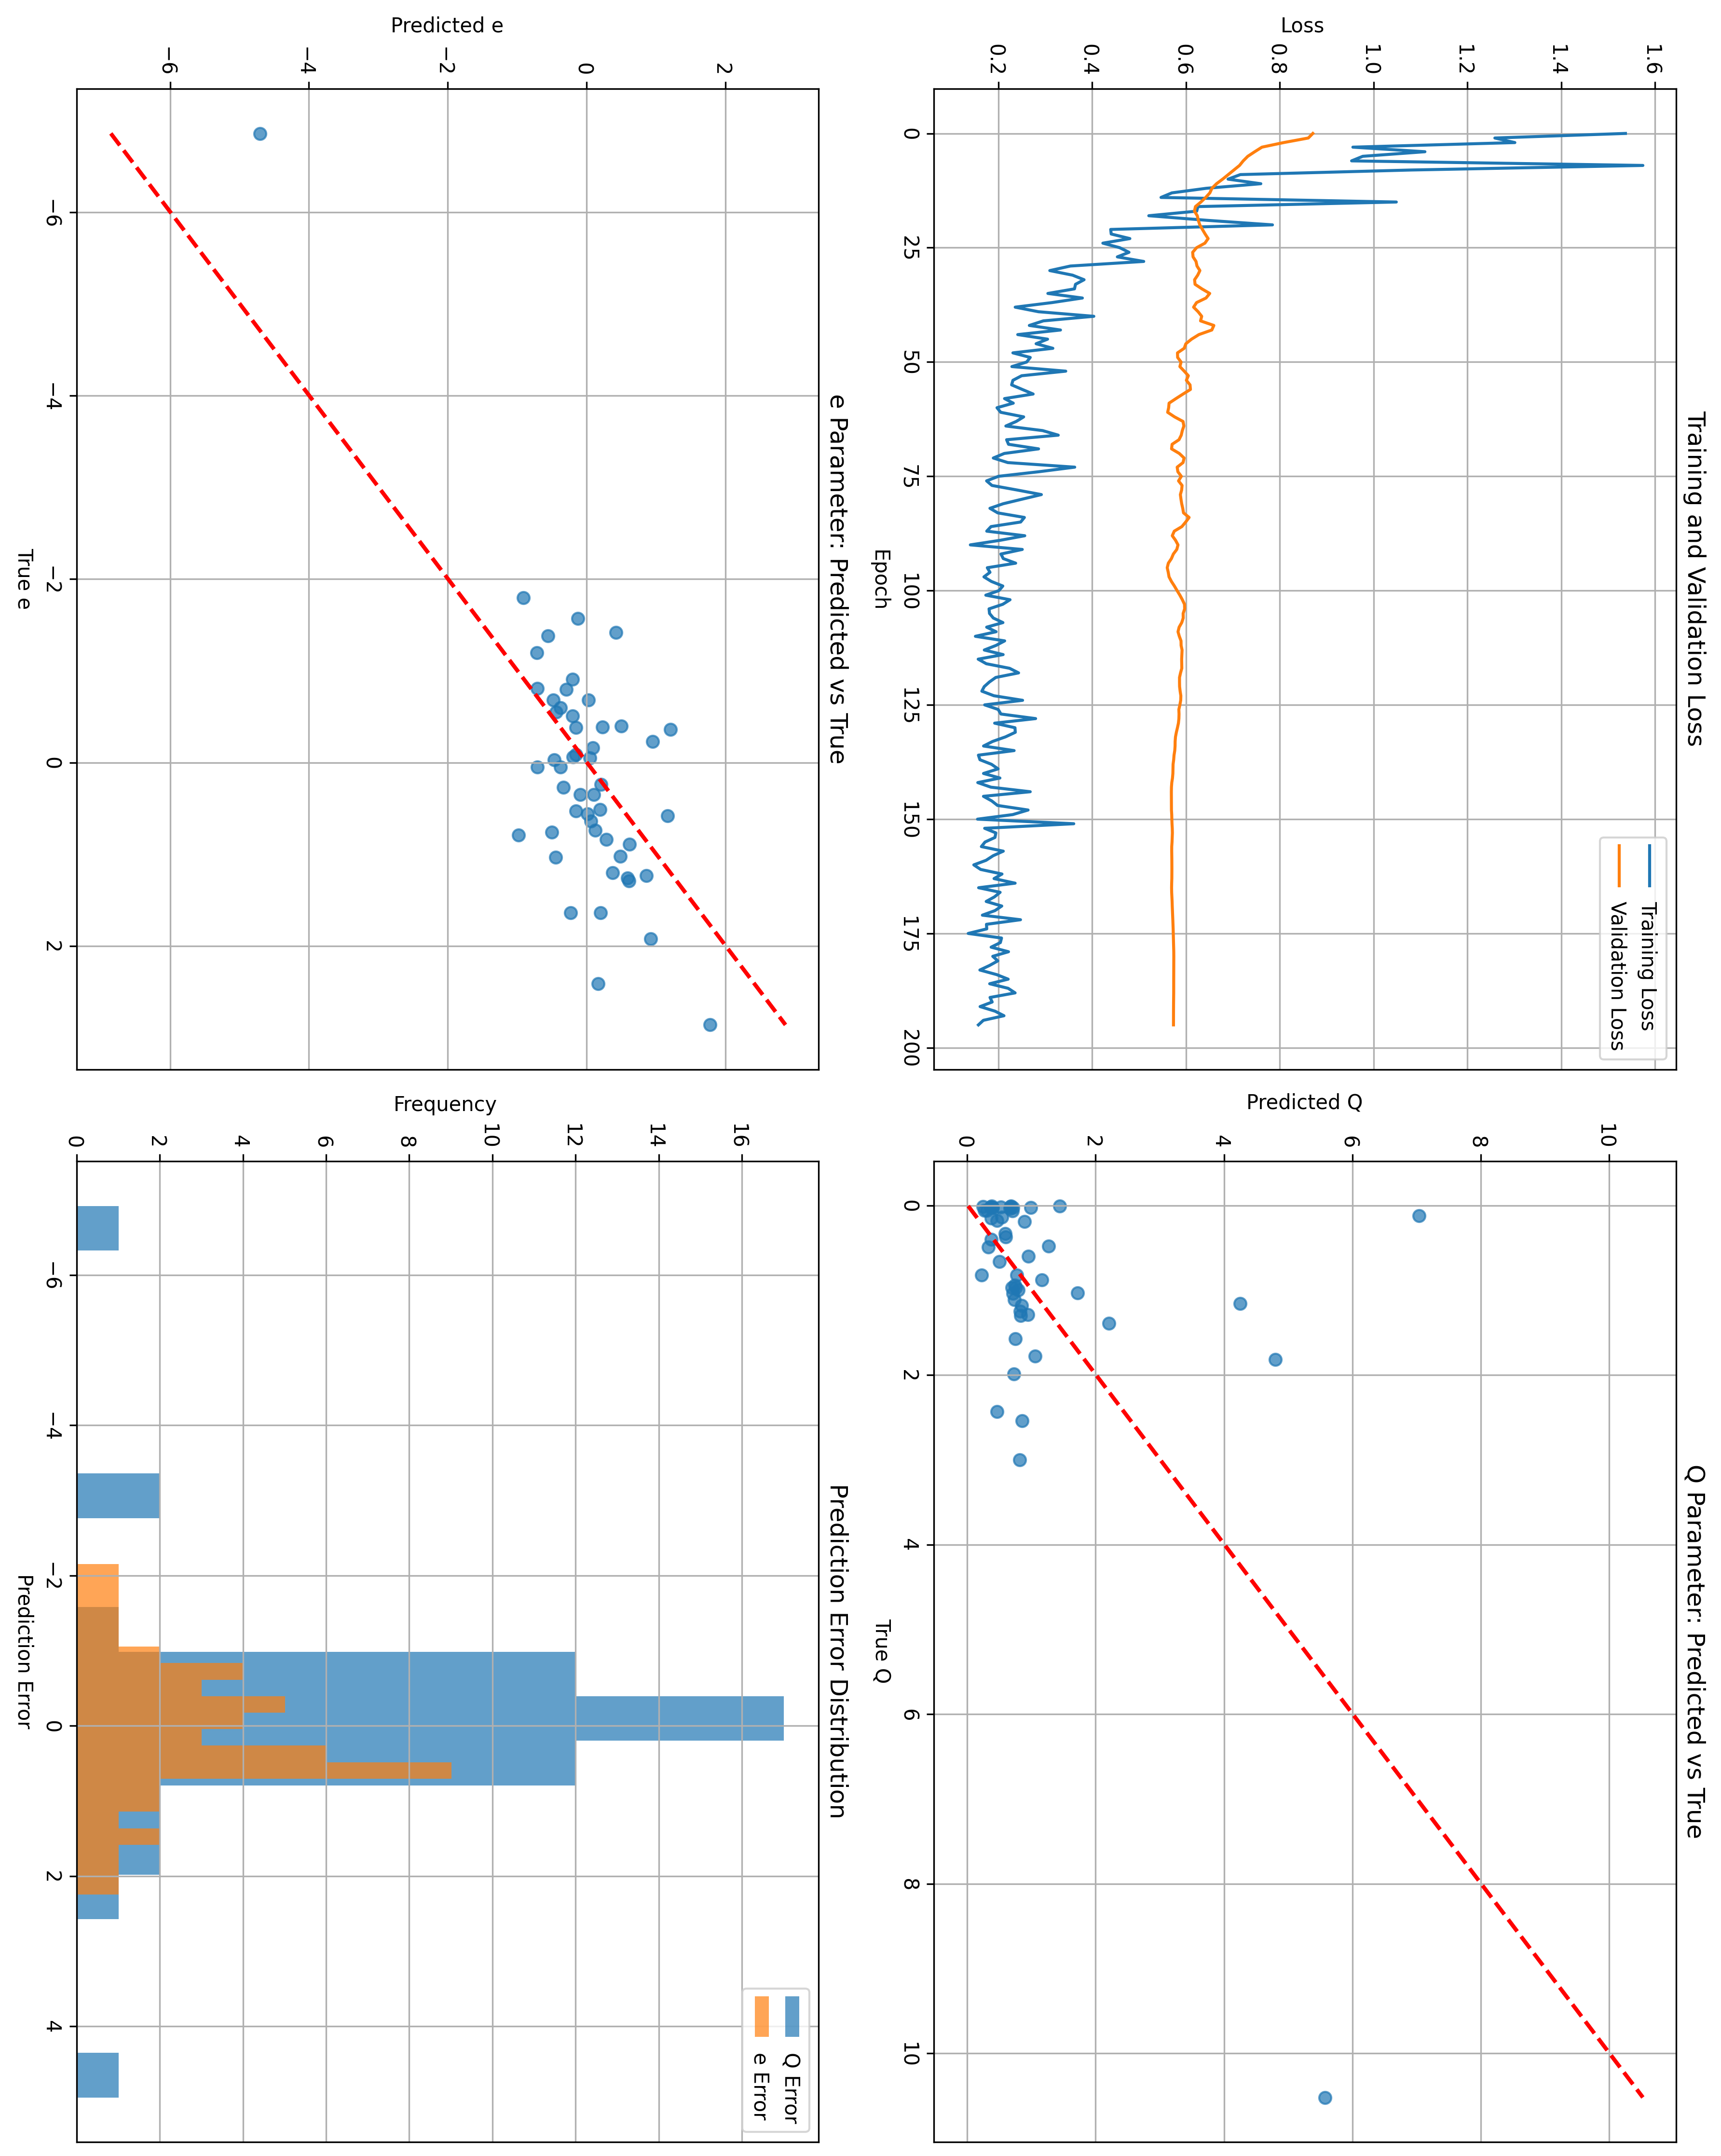 Training and Validation Loss
Loss
1.6
1.4
1.2
1.0
0.8
0.6
0.4
0.2
Training Loss
Validation Loss
0 25 50 75 100 125 150 175 200
Epoch
Q Parameter: Predicted vs True
Predicted Q
10
8
6
4
2
0
0 2 4 6 8 10
True Q
e Parameter: Predicted vs True
Predicted e
2
0
−2
−4
−6
−6 −4 −2 0 2
True e
Prediction Error Distribution
Frequency
16
14
12
10
8
6
4
2
0
Q Error
e Error
−6 −4 −2 0 2 4
Prediction Error